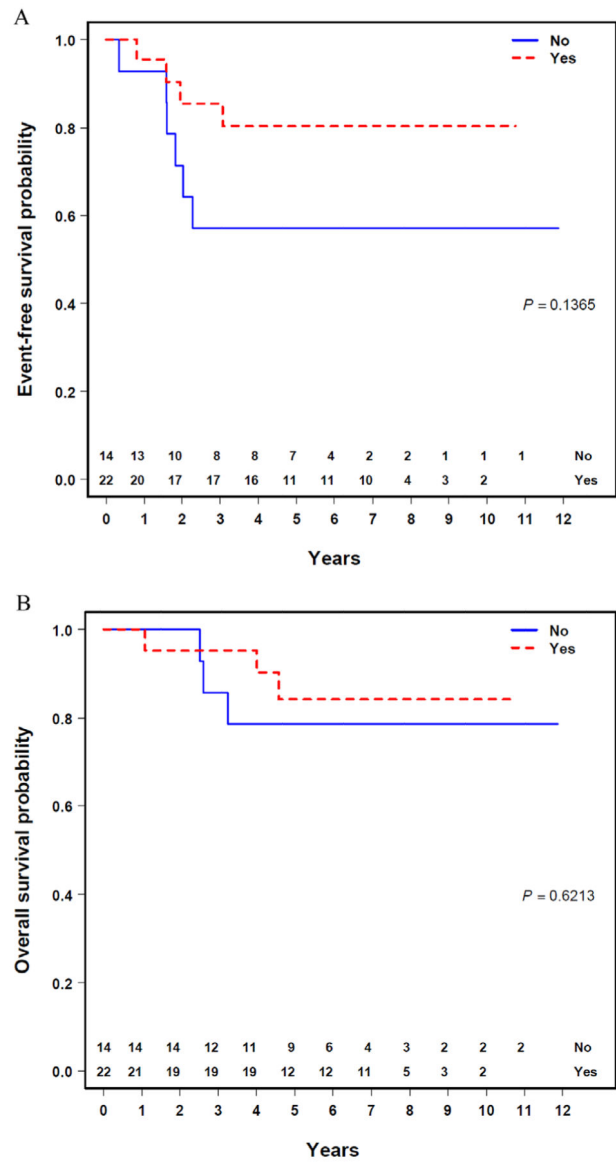 A
1.0
0.8
0.6
0.4
0.2
0.0
Event-free survival probability
No
Yes
P = 0.1365
14 13 10 8 8 7 4 2 2 1 1 1 No
22 20 17 17 16 11 11 10 4 3 2 Yes
0 1 2 3 4 5 6 7 8 9 10 11 12
Years
B
1.0
0.8
0.6
0.4
0.2
0.0
Overall survival probability
No
Yes
P = 0.6213
14 14 14 12 11 9 6 4 3 2 2 2 No
22 21 19 19 19 12 12 11 5 3 2 Yes
0 1 2 3 4 5 6 7 8 9 10 11 12
Years